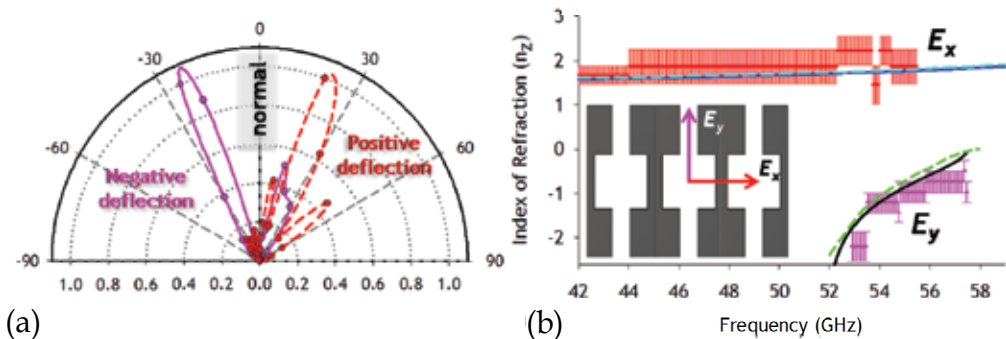 0
-30
30
-60
60
-90
90
normal
Positive
deflection
Negative
deflection
1.0 0.8 0.6 0.4 0.2 0.0 0.2 0.4 0.6 0.8 1.0
(a)
Index of Refraction (nz)
3
2
1
0
-1
-2
Ex
Ey
Ex
Ey
42 44 46 48 50 52 54 56 58
Frequency (GHz)
(b)